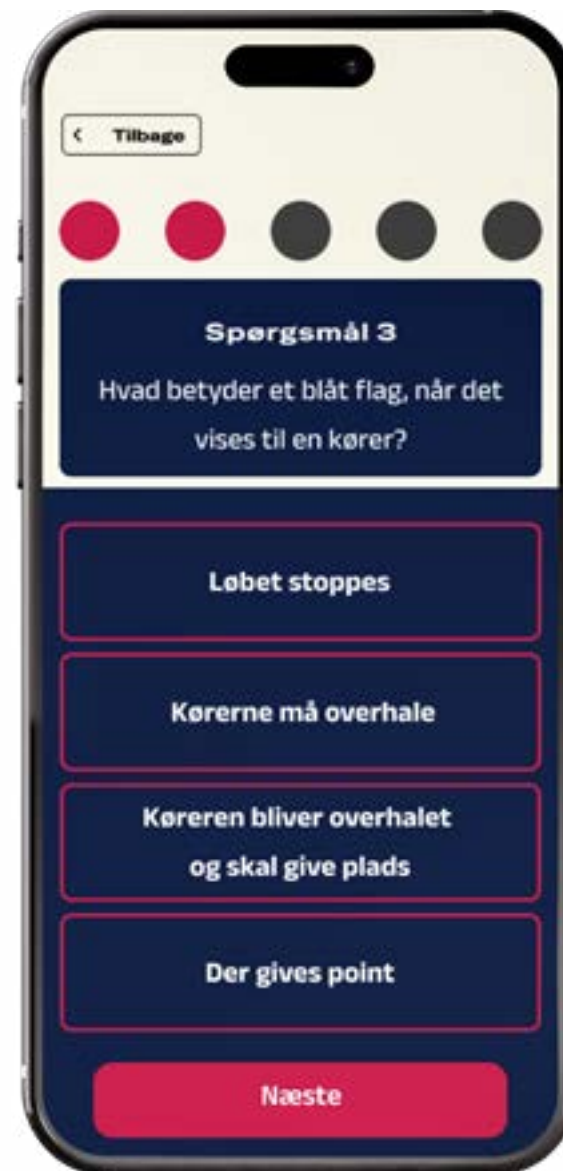 Tilbage
Spørgsmål 3
Hvad betyder et blåt flag, når det
vises til en kører?
Løbet stoppes
Kørerne må overhale
Køreren bliver overhalet
og skal give plads
Der gives point
Næste